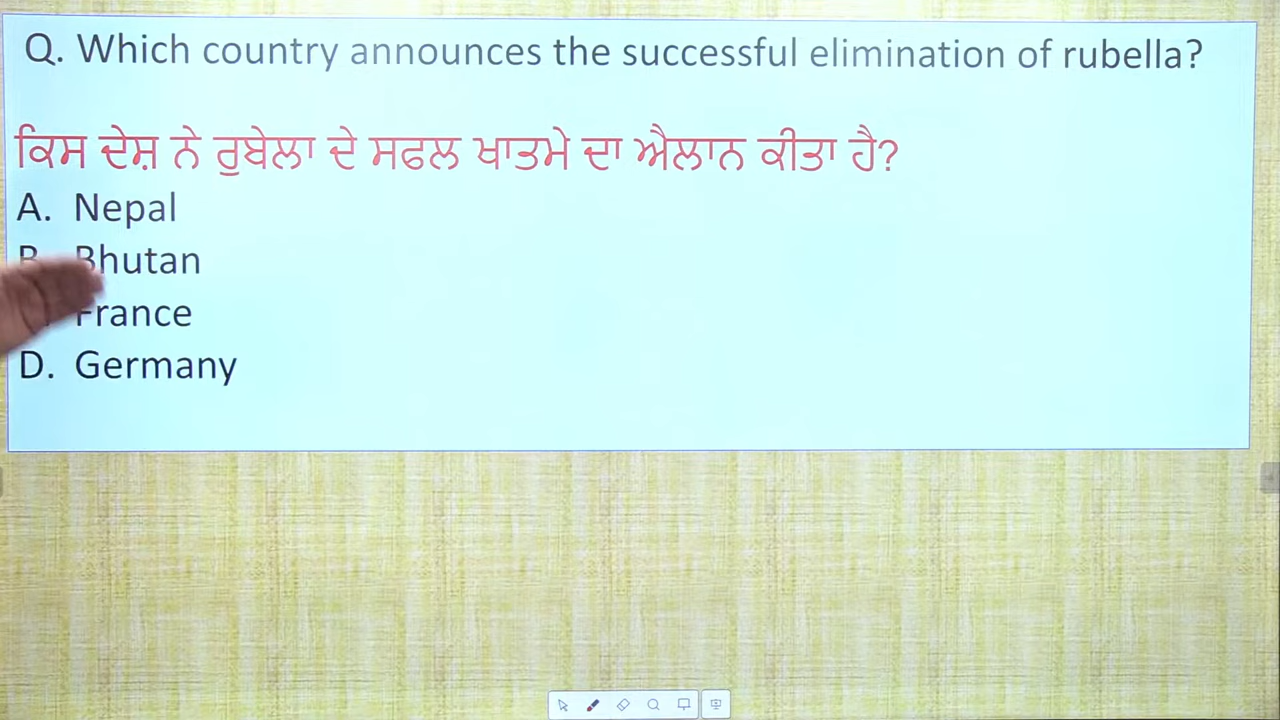 Q. Which country announces the successful elimination of rubella?
ਕਿਸ ਦੇਸ਼ ਨੇ ਰੁਬੇਲਾ ਦੇ ਸਫਲ ਖਾਤਮੇ ਦਾ ਐਲਾਨ ਕੀਤਾ ਹੈ?
A. Nepal
B. Bhutan
France
D. Germany